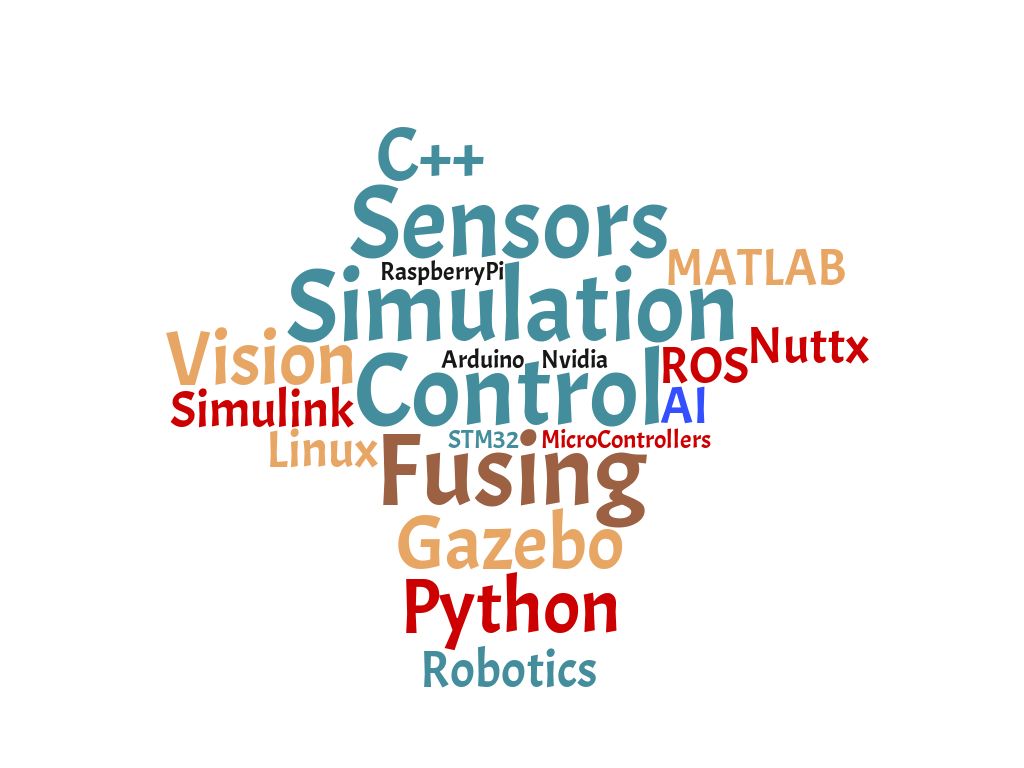 C++
Sensors
RaspberryPi
MATLAB
Simulation
Nuttx
Vision
Arduino Nvidia
ROS
Control
Simulink
AI
Linux
STM32 MicroControllers
Fusing
Gazebo
Python
Robotics